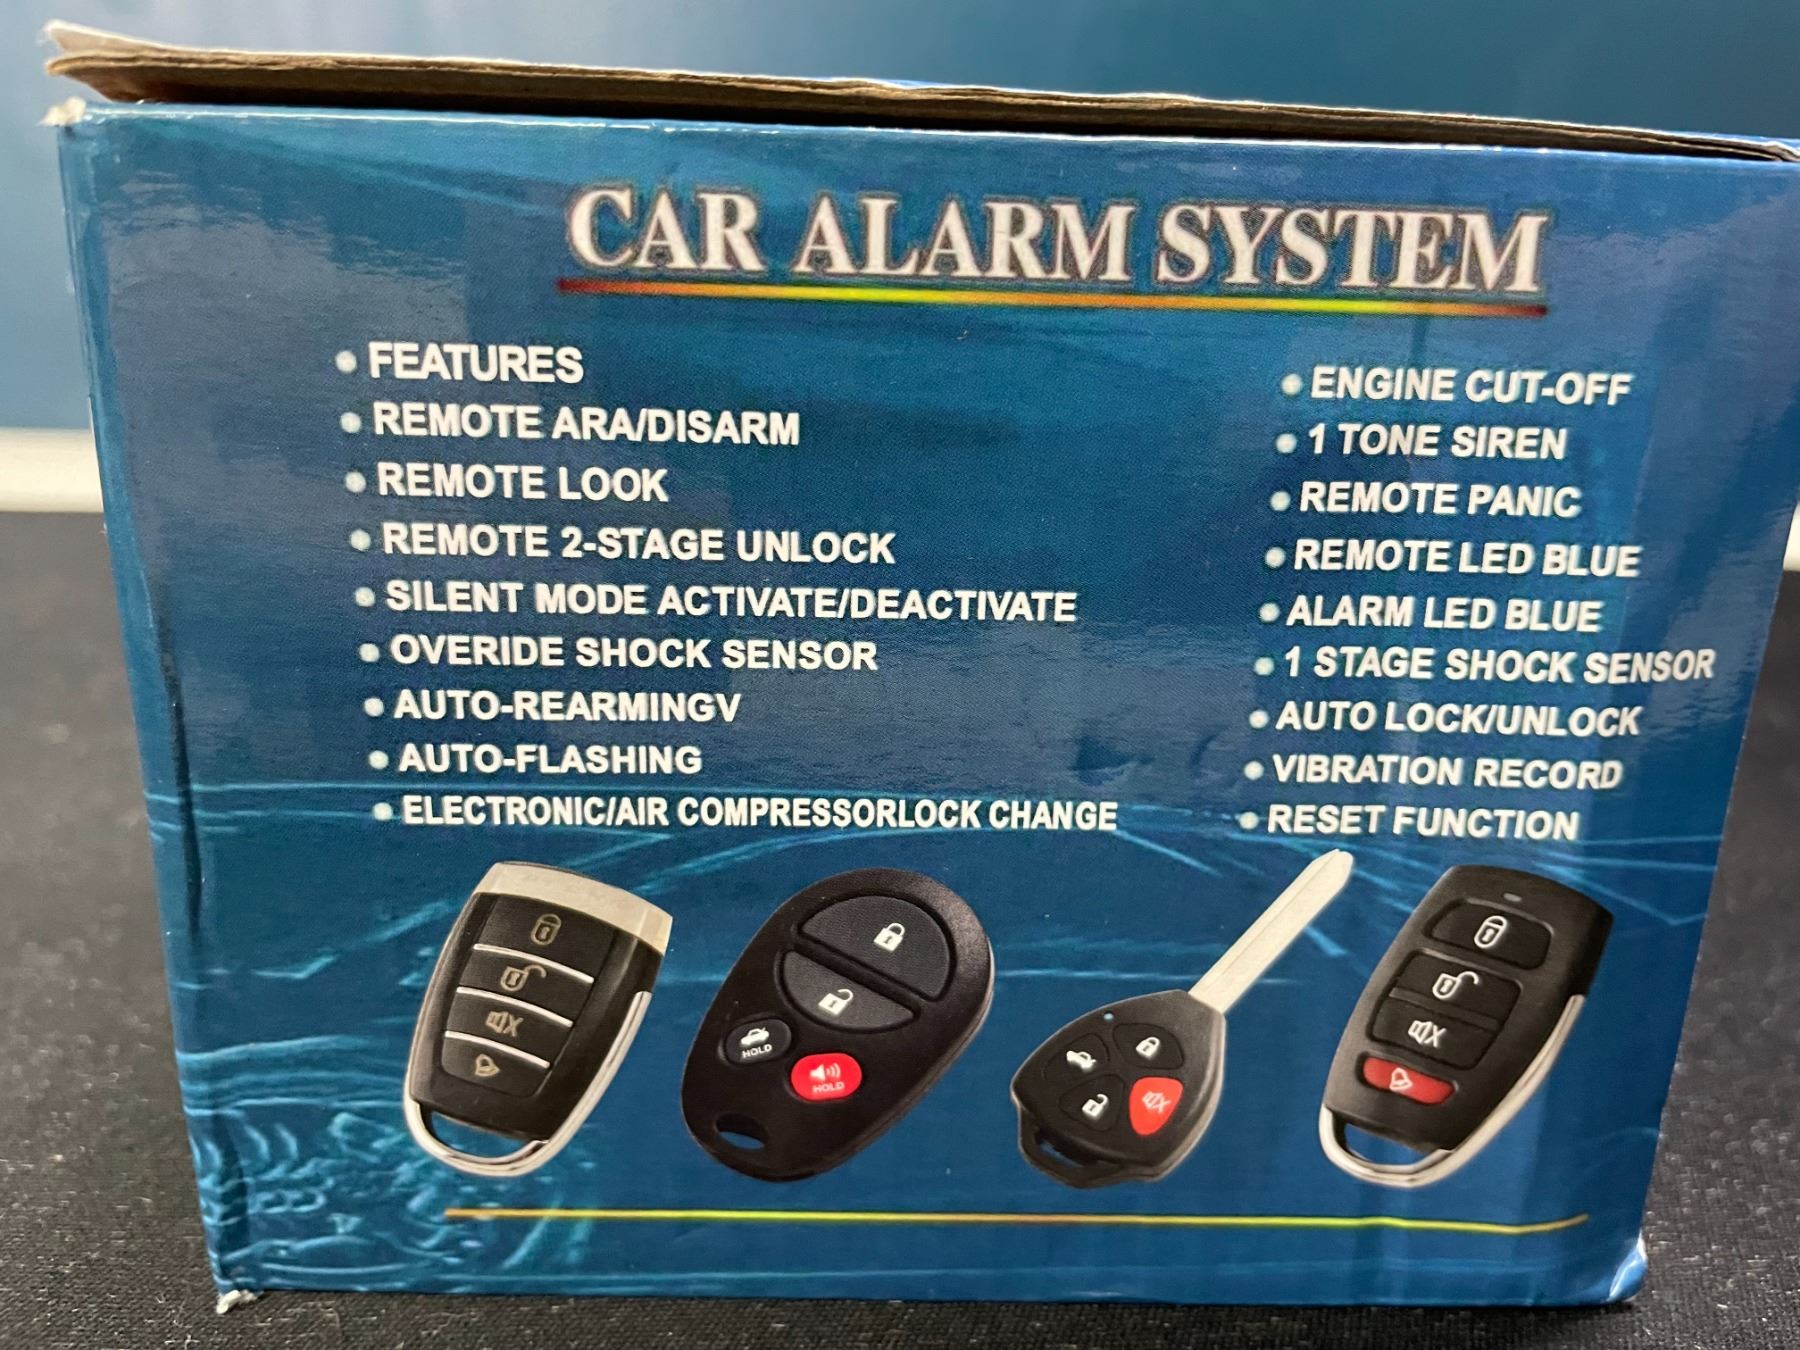 CAR ALARM SYSTEM
• FEATURES
• REMOTE ARA/DISARM
• REMOTE LOOK
• REMOTE 2-STAGE UNLOCK
• SILENT MODE ACTIVATE/DEACTIVATE
• OVERIDE SHOCK SENSOR
• AUTO-REARMINGV
• AUTO-FLASHING
• ELECTRONIC/AIR COMPRESSORLOCK CHANGE
• ENGINE CUT-OFF
• 1 TONE SIREN
• REMOTE PANIC
• REMOTE LED BLUE
• ALARM LED BLUE
• 1 STAGE SHOCK SENSOR
• AUTO LOCK/UNLOCK
• VIBRATION RECORD
• RESET FUNCTION
HOLD
HOLD